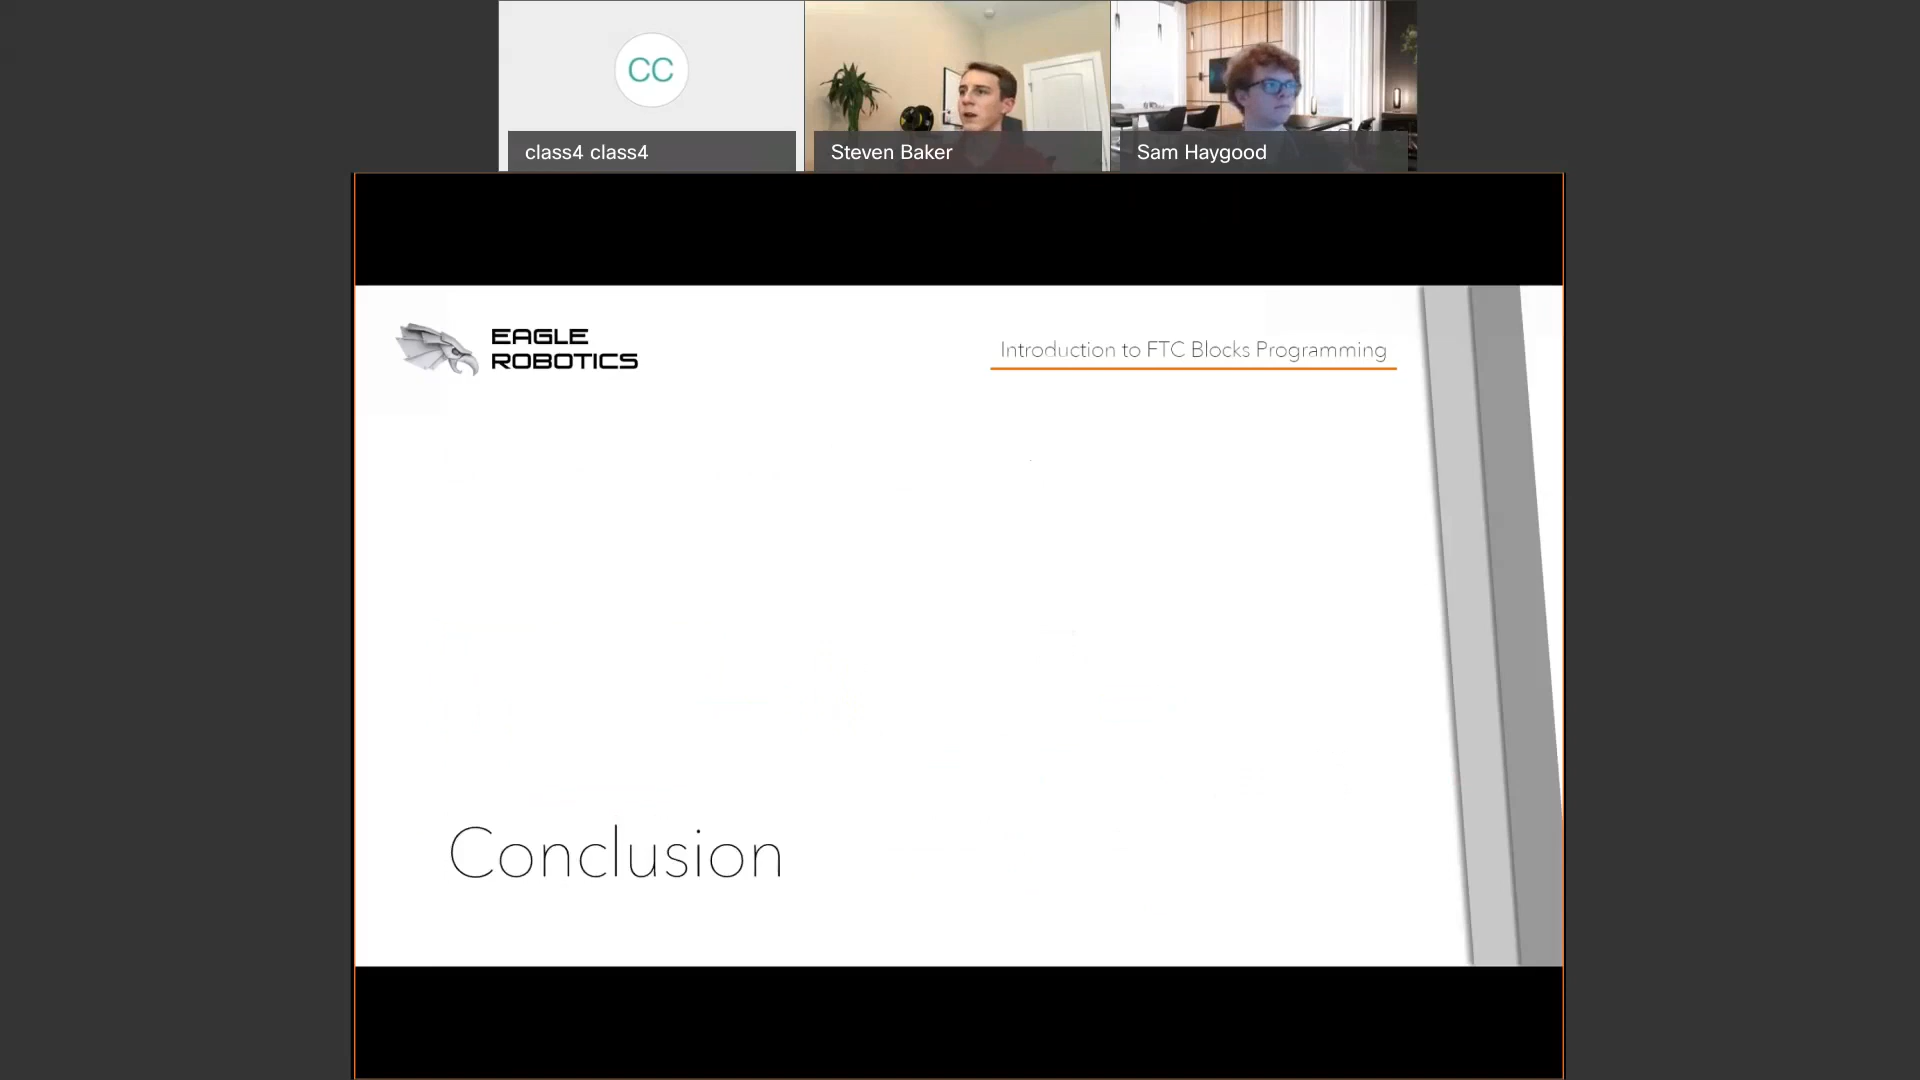 CC
class4 class4
Steven Baker
Sam Haygood
EAGLE
ROBOTICS
Introduction to FTC Blocks Programming
Conclusion